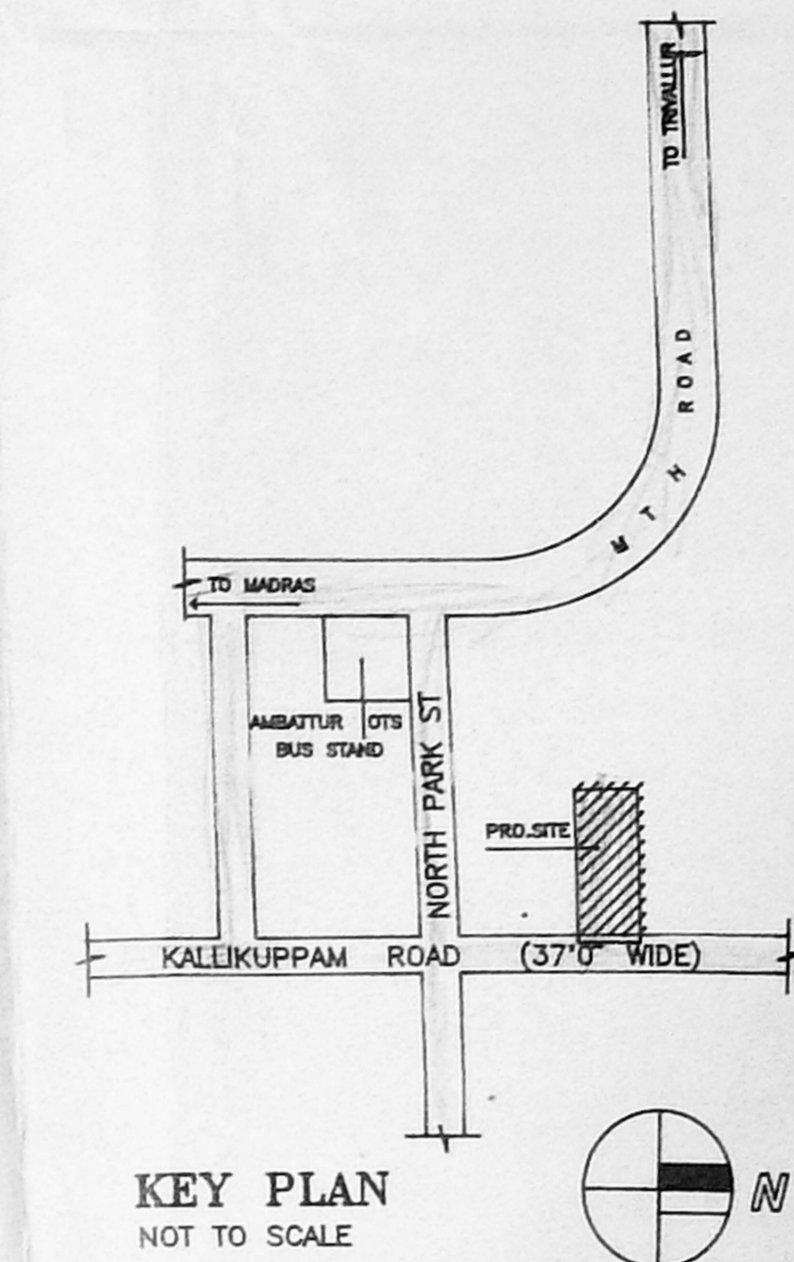 TO TRIVALLUR
MTH ROAD
TO MADRAS
AMBATTUR OTS
BUS STAND
NORTH PARK ST
PRO.SITE
KALLIKUPPAM ROAD (37'0" WIDE)
KEY PLAN
NOT TO SCALE
N